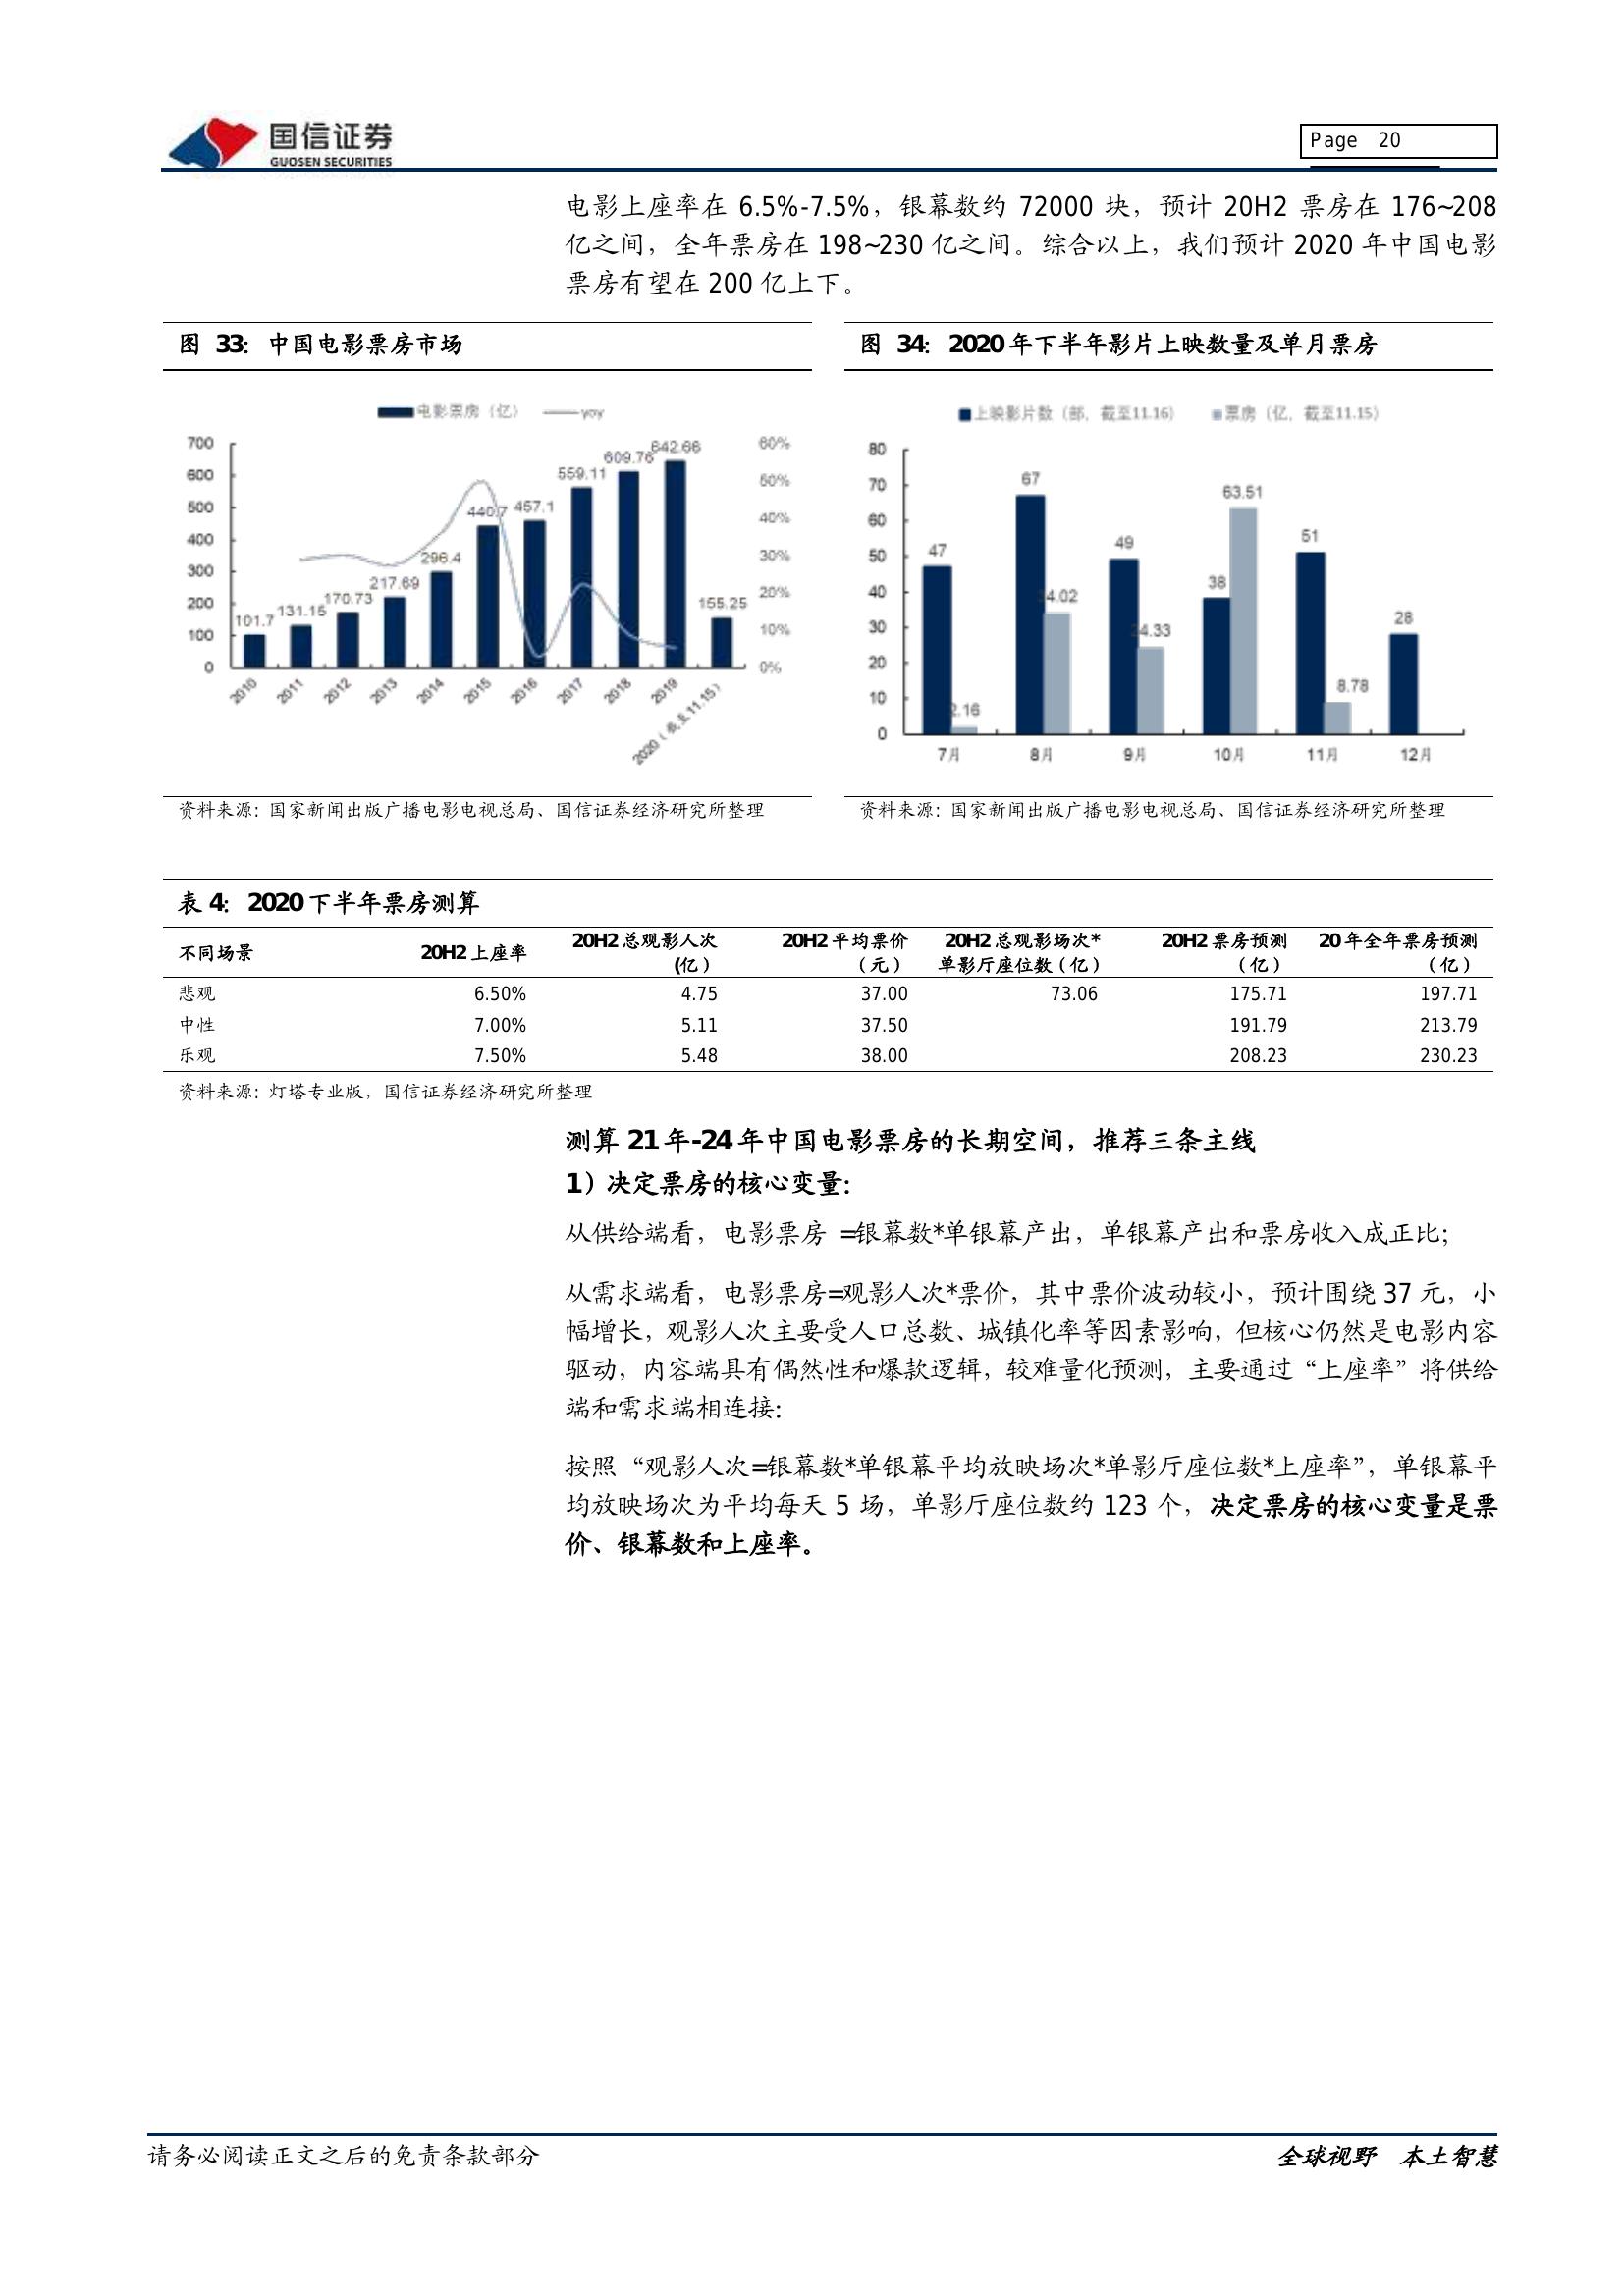 国信证券
GUOSEN SECURITIES
Page 20
电影上座率在 6.5%-7.5%，银幕数约 72000 块，预计 20H2 票房在 176~208
亿之间，全年票房在 198~230 亿之间。综合以上，我们预计 2020 年中国电影
票房有望在 200 亿上下。
图 33：中国电影票房市场
电影票房（亿） yoy
700
600
500
400
300
200
100
0
60%
50%
40%
30%
20%
10%
0%
101.7
131.15
170.73
217.69
296.4
440.7
457.1
559.11
609.76
642.66
155.25
2010
2011
2012
2013
2014
2015
2016
2017
2018
2019
2020（截至11.15）
资料来源：国家新闻出版广播电影电视总局、国信证券经济研究所整理
图 34：2020 年下半年影片上映数量及单月票房
上映影片数（部，截至11.16） 票房（亿，截至11.15）
80
70
60
50
40
30
20
10
0
47
2.16
67
4.02
49
4.33
38
63.51
51
8.78
28
7月
8月
9月
10月
11月
12月
资料来源：国家新闻出版广播电影电视总局、国信证券经济研究所整理
表 4：2020 下半年票房测算
不同场景 20H2 上座率 20H2 总观影人次(亿） 20H2 平均票价（元） 20H2 总观影场次*单影厅座位数（亿） 20H2 票房预测（亿） 20 年全年票房预测（亿）
悲观 6.50% 4.75 37.00 73.06 175.71 197.71
中性 7.00% 5.11 37.50 191.79 213.79
乐观 7.50% 5.48 38.00 208.23 230.23
资料来源：灯塔专业版，国信证券经济研究所整理
测算 21 年-24 年中国电影票房的长期空间，推荐三条主线
1）决定票房的核心变量：
从供给端看，电影票房 =银幕数*单银幕产出，单银幕产出和票房收入成正比；
从需求端看，电影票房=观影人次*票价，其中票价波动较小，预计围绕 37 元，小
幅增长，观影人次主要受人口总数、城镇化率等因素影响，但核心仍然是电影内容
驱动，内容端具有偶然性和爆款逻辑，较难量化预测，主要通过“上座率”将供给
端和需求端相连接：
按照“观影人次=银幕数*单银幕平均放映场次*单影厅座位数*上座率”，单银幕平
均放映场次为平均每天 5 场，单影厅座位数约 123 个，决定票房的核心变量是票
价、银幕数和上座率。
请务必阅读正文之后的免责条款部分
全球视野 本土智慧